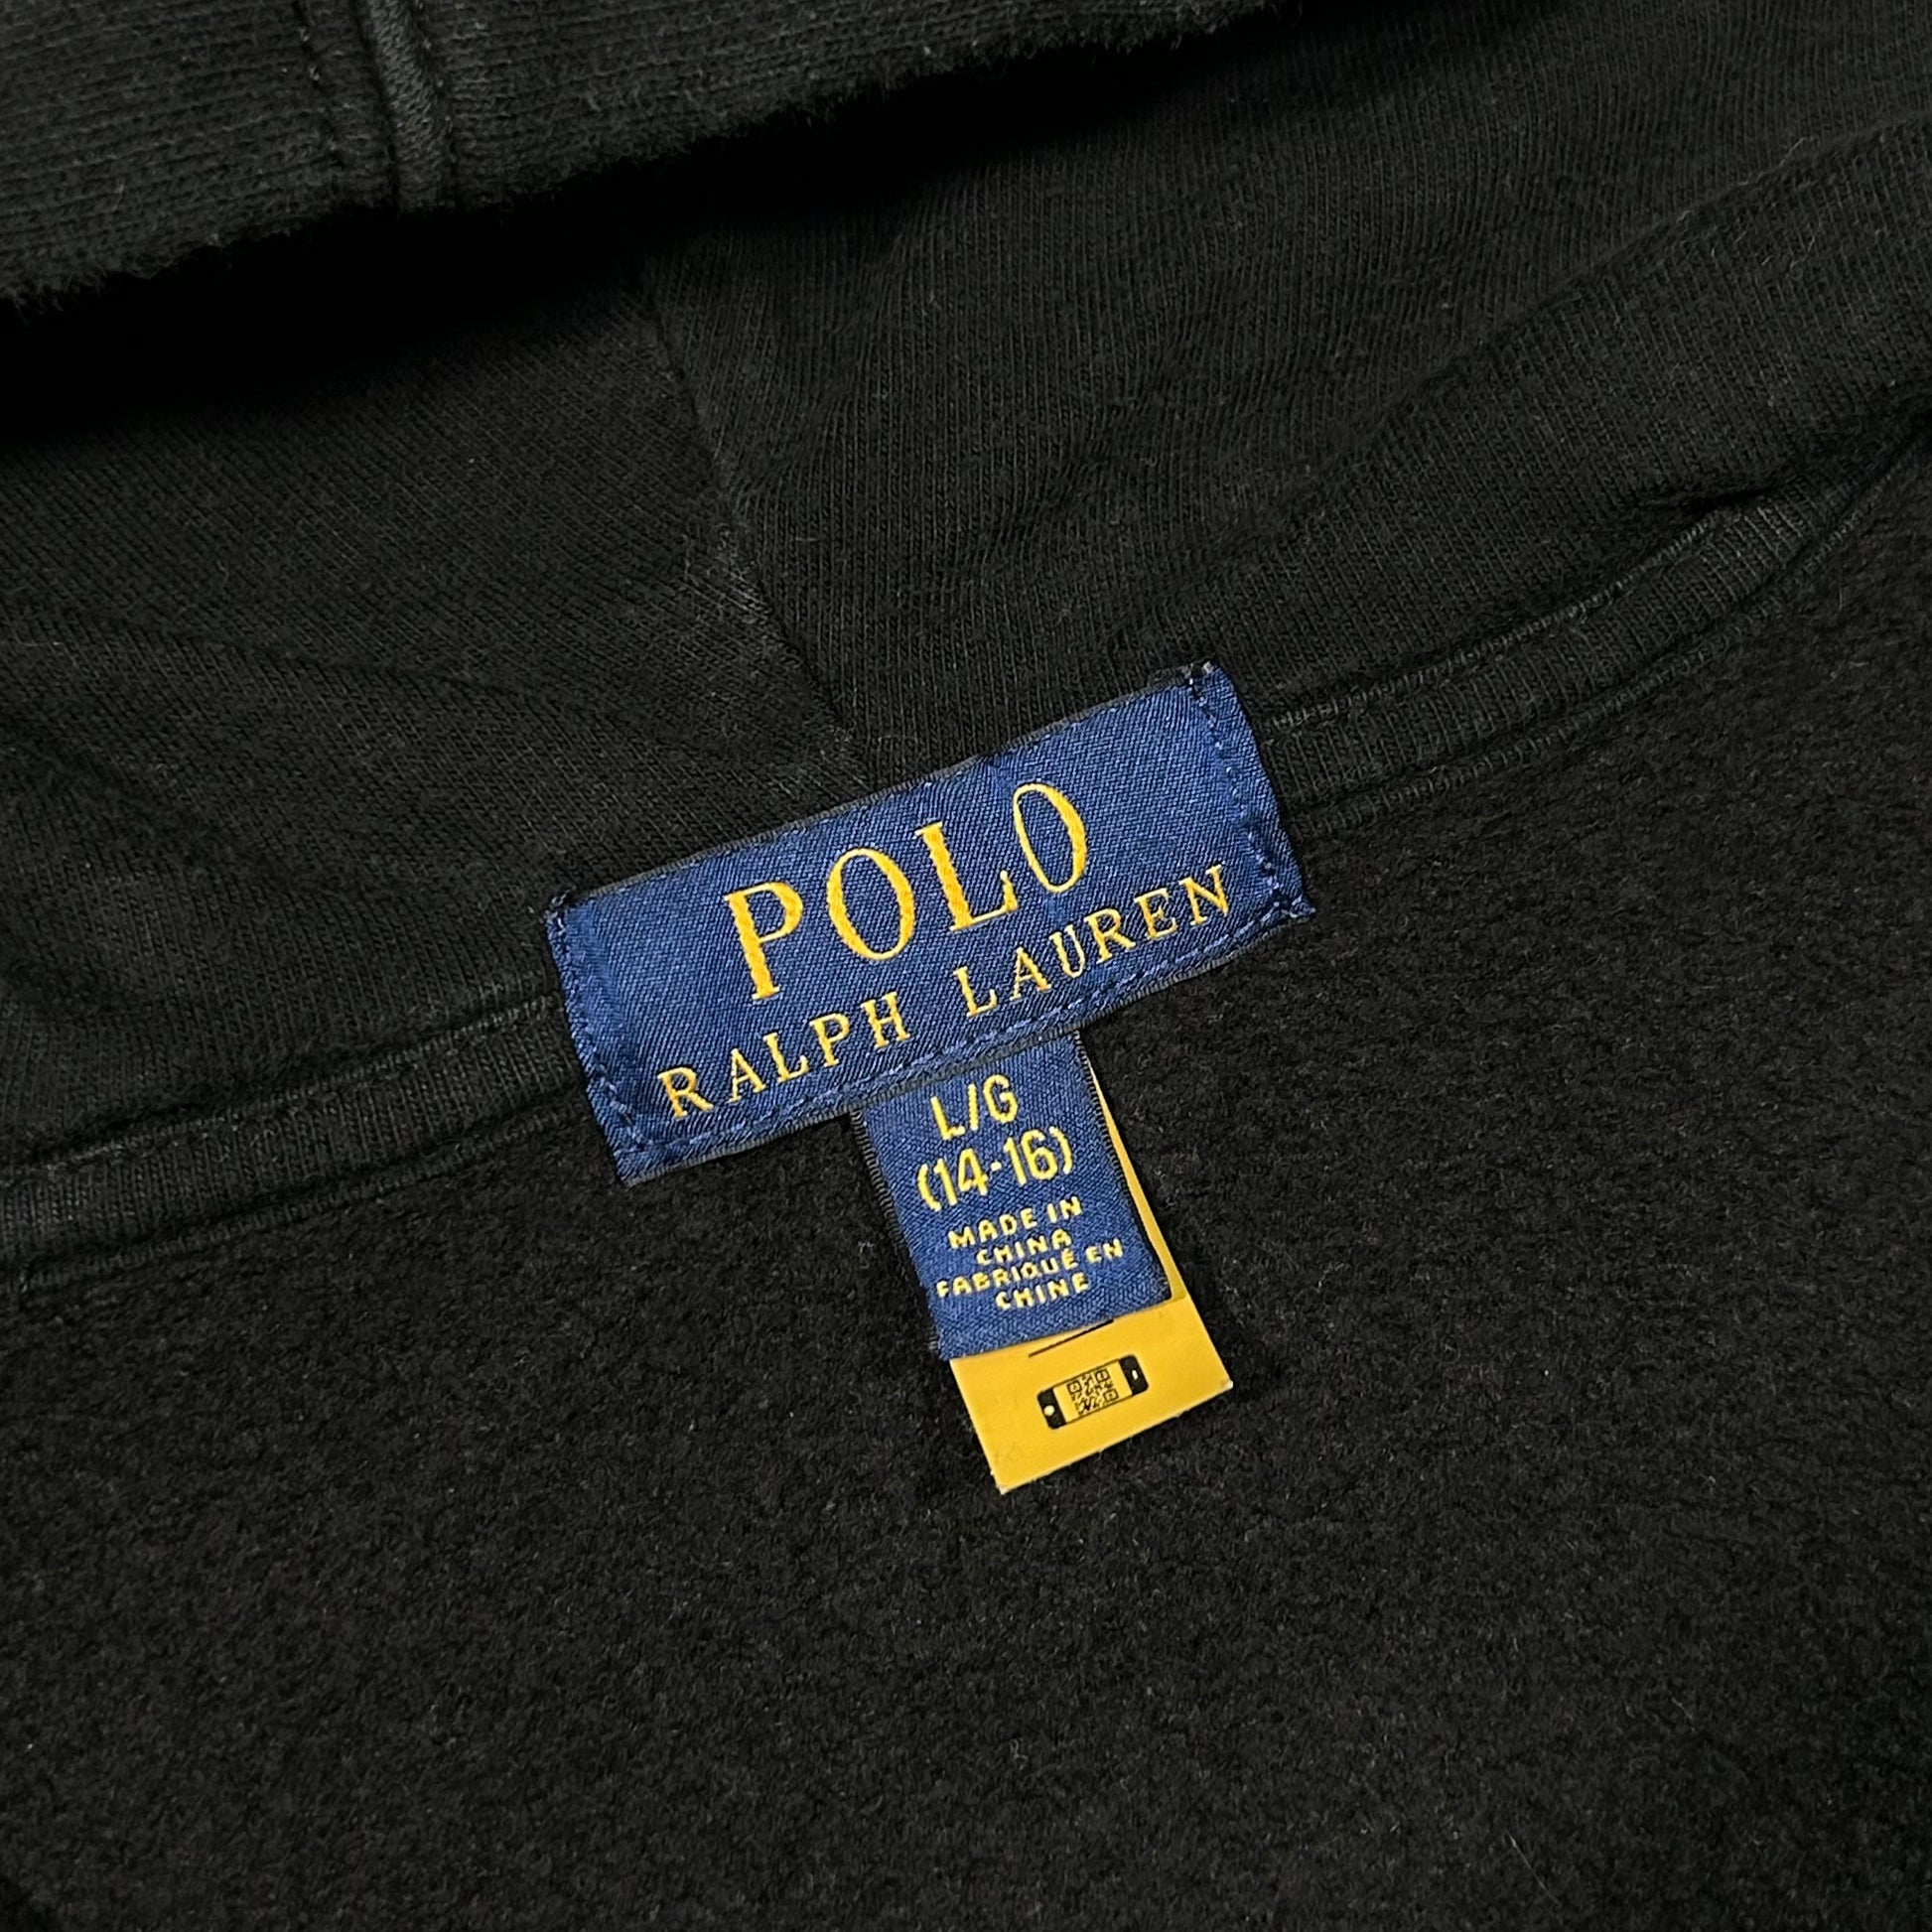 POLO
RALPH LAUREN
L/G
(14-16)
MADE IN
CHINA
FABRIQUÉ EN
CHINE